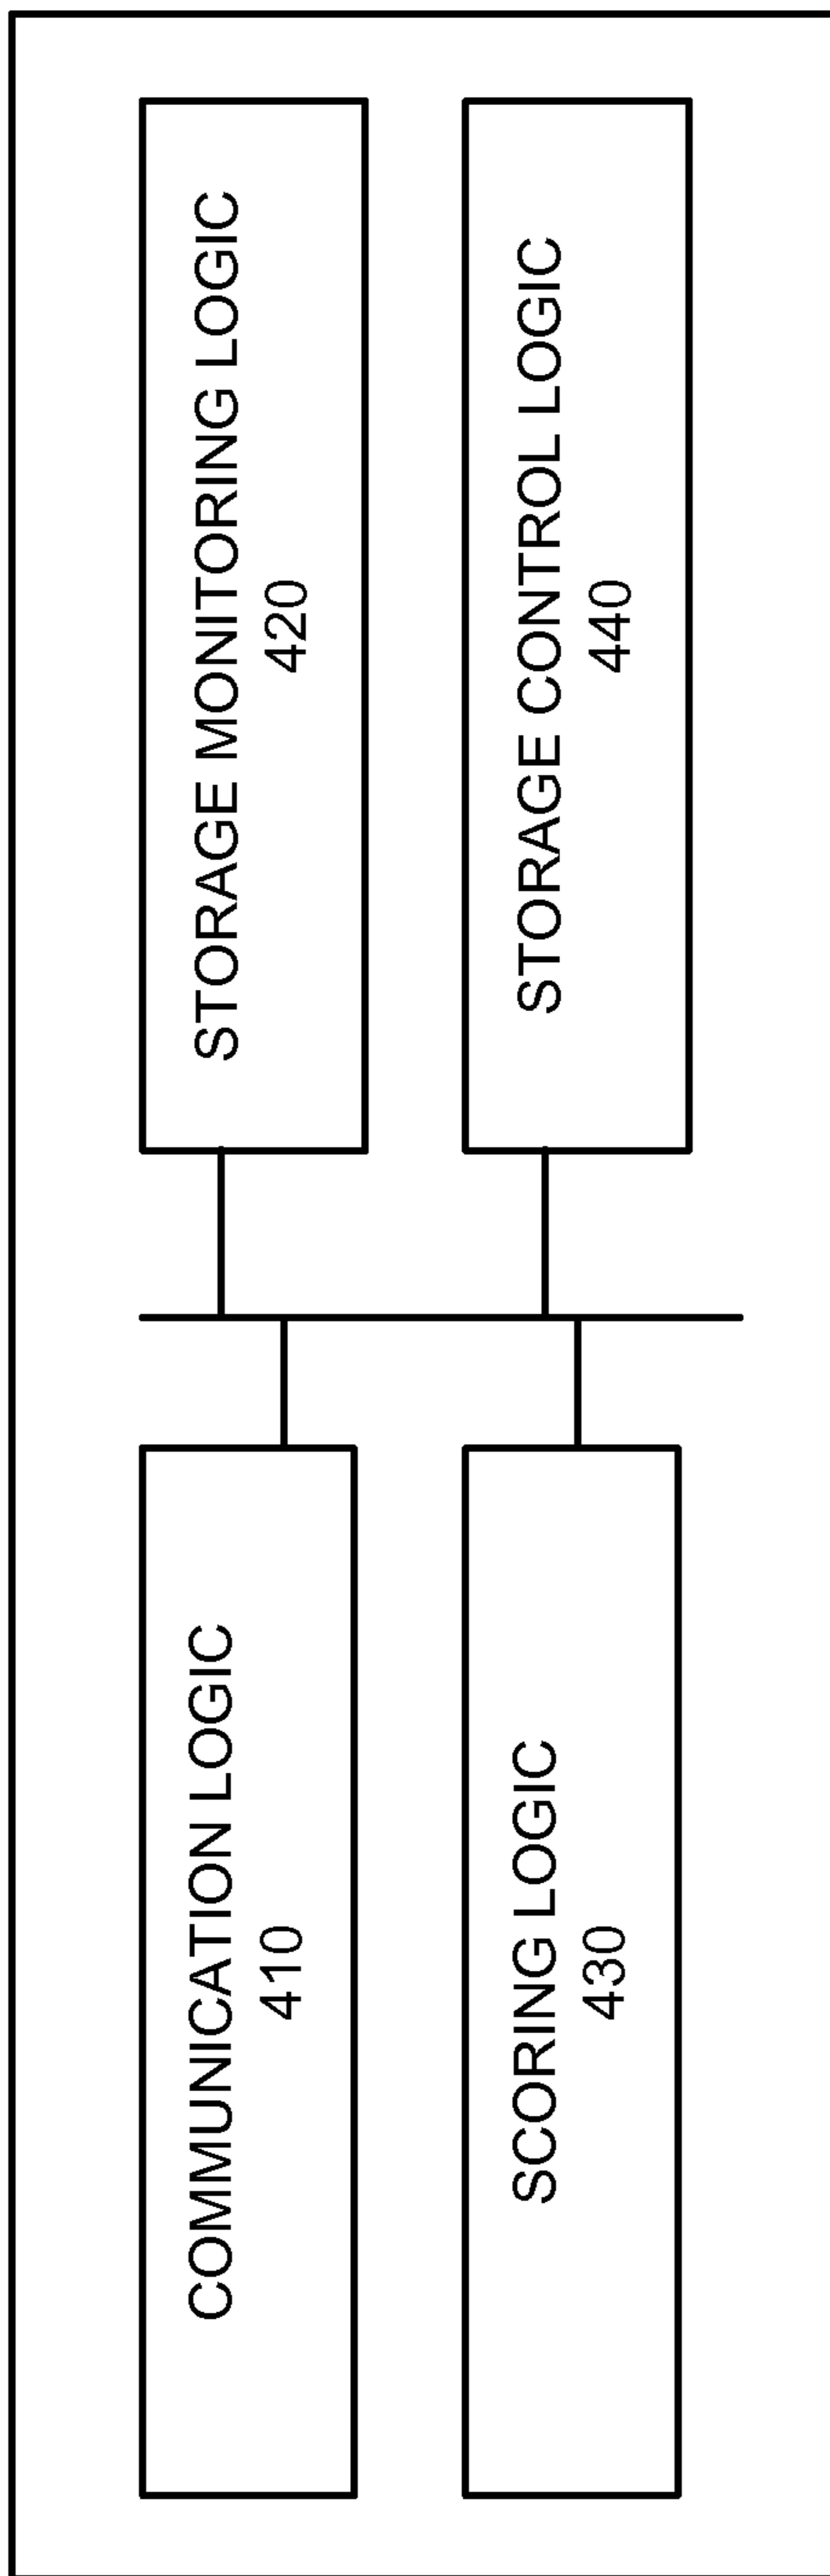 COMMUNICATION LOGIC
410
STORAGE MONITORING LOGIC
420
SCORING LOGIC
430
STORAGE CONTROL LOGIC
440